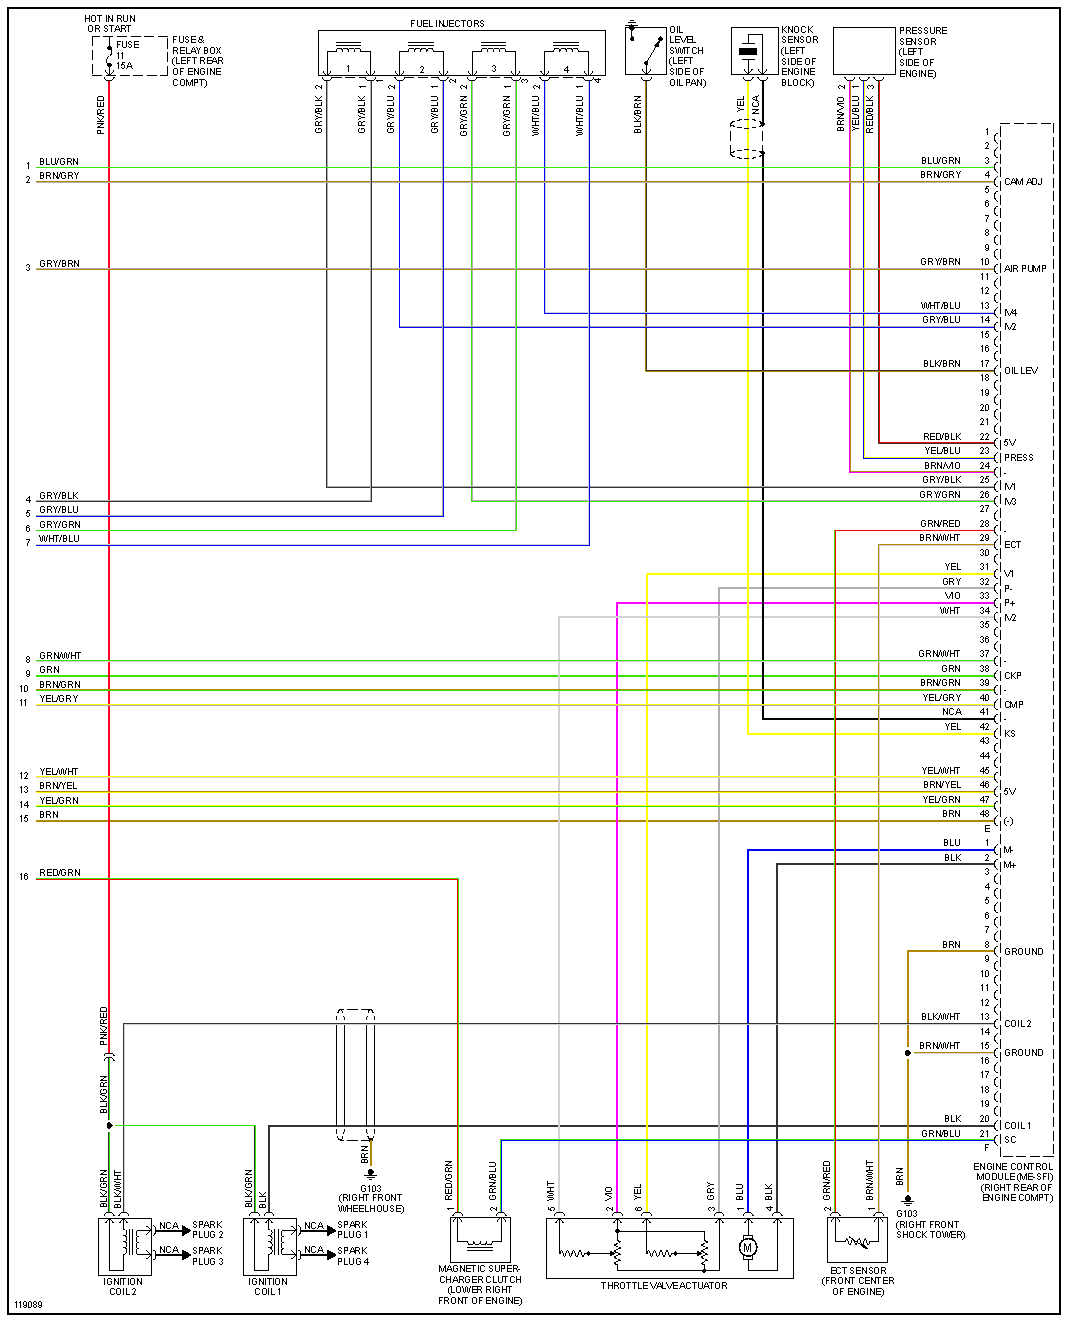 HOT IN RUN
OR START
FUSE
11
15A
FUSE &
RELAY BOX
(LEFT REAR
OF ENGINE
COMPT)
FUEL INJECTORS
1
2
3
4
OIL
LEVEL
SWITCH
(LEFT
SIDE OF
OIL PAN)
KNOCK
SENSOR
(LEFT
SIDE OF
ENGINE
BLOCK)
PRESSURE
SENSOR
(LEFT
SIDE OF
ENGINE)
1
2
3
4
PNK/RED
GRY/BLK 2
GRY/BLK 1
GRY/BLU 2
GRY/BLU 1
GRY/GRN 2
GRY/GRN 1
WHT/BLU 2
WHT/BLU 1
BLK/BRN
YEL
NCA
BRN/VIO 2
YEL/BLU 1
RED/BLK 3
1 BLU/GRN
2 BRN/GRY
3 GRY/BRN
4 GRY/BLK
5 GRY/BLU
6 GRY/GRN
7 WHT/BLU
8 GRN/WHT
9 GRN
10 BRN/GRN
11 YEL/GRY
12 YEL/WHT
13 BRN/YEL
14 YEL/GRN
15 BRN
16 RED/GRN
1
2
BLU/GRN 3
BRN/GRY 4 CAM ADJ
5
6
7
8
9
GRY/BRN 10 AIR PUMP
11
12
WHT/BLU 13 IV4
GRY/BLU 14 IV2
15
16
BLK/BRN 17 OIL LEV
18
19
20
21
RED/BLK 22 5V
YEL/BLU 23 PRESS
BRN/VIO 24 -
GRY/BLK 25 IV1
GRY/GRN 26 IV3
27
GRN/RED 28 -
BRN/WHT 29 ECT
30
YEL 31 V1
GRY 32 P-
VIO 33 P+
WHT 34 IV2
35
36
GRN/WHT 37 -
GRN 38 CKP
BRN/GRN 39 -
YEL/GRY 40 CMP
NCA 41 -
YEL 42 KS
43
44
YEL/WHT 45
BRN/YEL 46 5V
YEL/GRN 47
BRN 48 (-)
E
BLU 1 M-
BLK 2 M+
3
4
5
6
7
BRN 8 GROUND
9
10
11
12
BLK/WHT 13 COIL 2
14
BRN/WHT 15 GROUND
16
17
18
19
BLK 20 COIL 1
GRN/BLU 21 SC
F
ENGINE CONTROL
MODULE (ME-SFI)
(RIGHT REAR OF
ENGINE COMPT)
PNK/RED
BLK/GRN
BLK/GRN
BLK/WHT
BLK/GRN
BLK
BRN
G103
(RIGHT FRONT
WHEELHOUSE)
RED/GRN 1
GRN/BLU 2
WHT 5
VIO 2
YEL 6
GRY 3
BLU 1
BLK 4
GRN/RED 2
BRN/WHT 1
BRN
G103
(RIGHT FRONT
SHOCK TOWER)
NCA SPARK
PLUG 2
NCA SPARK
PLUG 3
IGNITION
COIL 2
NCA SPARK
PLUG 1
NCA SPARK
PLUG 4
IGNITION
COIL 1
MAGNETIC SUPER-
CHARGER CLUTCH
(LOWER RIGHT
FRONT OF ENGINE)
M
THROTTLE VALVE ACTUATOR
ECT SENSOR
(FRONT CENTER
OF ENGINE)
119089